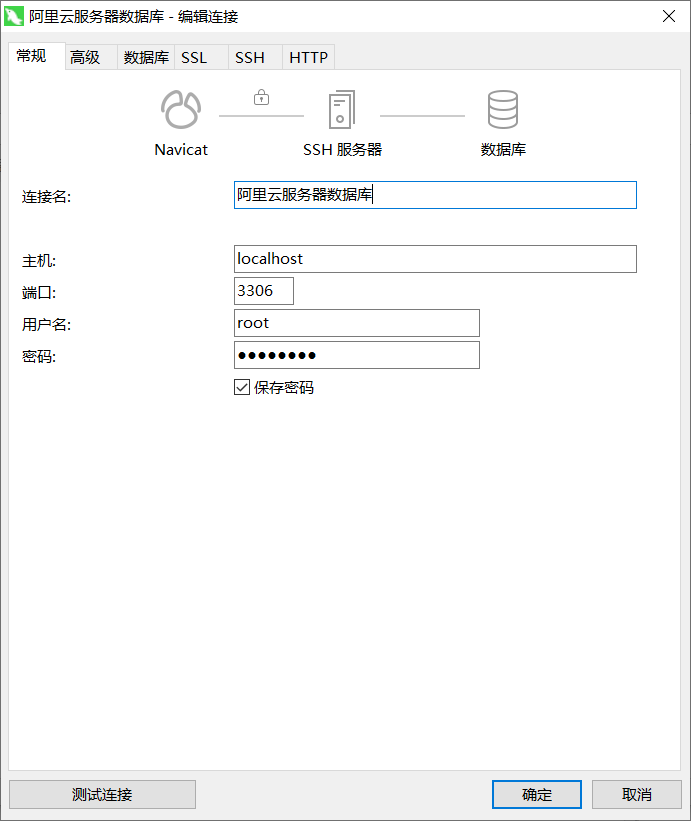 阿里云服务器数据库 - 编辑连接
常规 高级 数据库 SSL SSH HTTP
Navicat SSH 服务器 数据库
连接名: 阿里云服务器数据库
主机: localhost
端口: 3306
用户名: root
密码: ●●●●●●●●
保存密码
测试连接 确定 取消